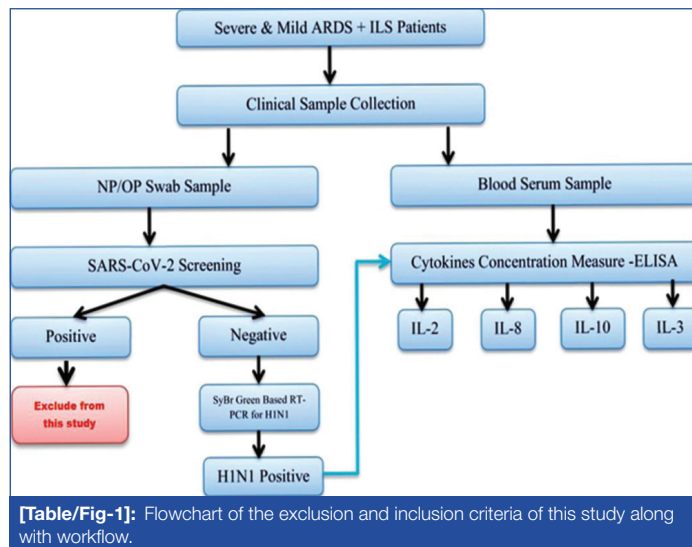 Severe & Mild ARDS + ILS Patients
Clinical Sample Collection
NP/OP Swab Sample
Blood Serum Sample
SARS-CoV-2 Screening
Cytokines Concentration Measure -ELISA
Positive
Negative
IL-2
IL-8
IL-10
IL-3
Exclude from
this study
SyBr Green Based RT-
PCR for H1N1
H1N1 Positive
[Table/Fig-1]: Flowchart of the exclusion and inclusion criteria of this study along
with workflow.